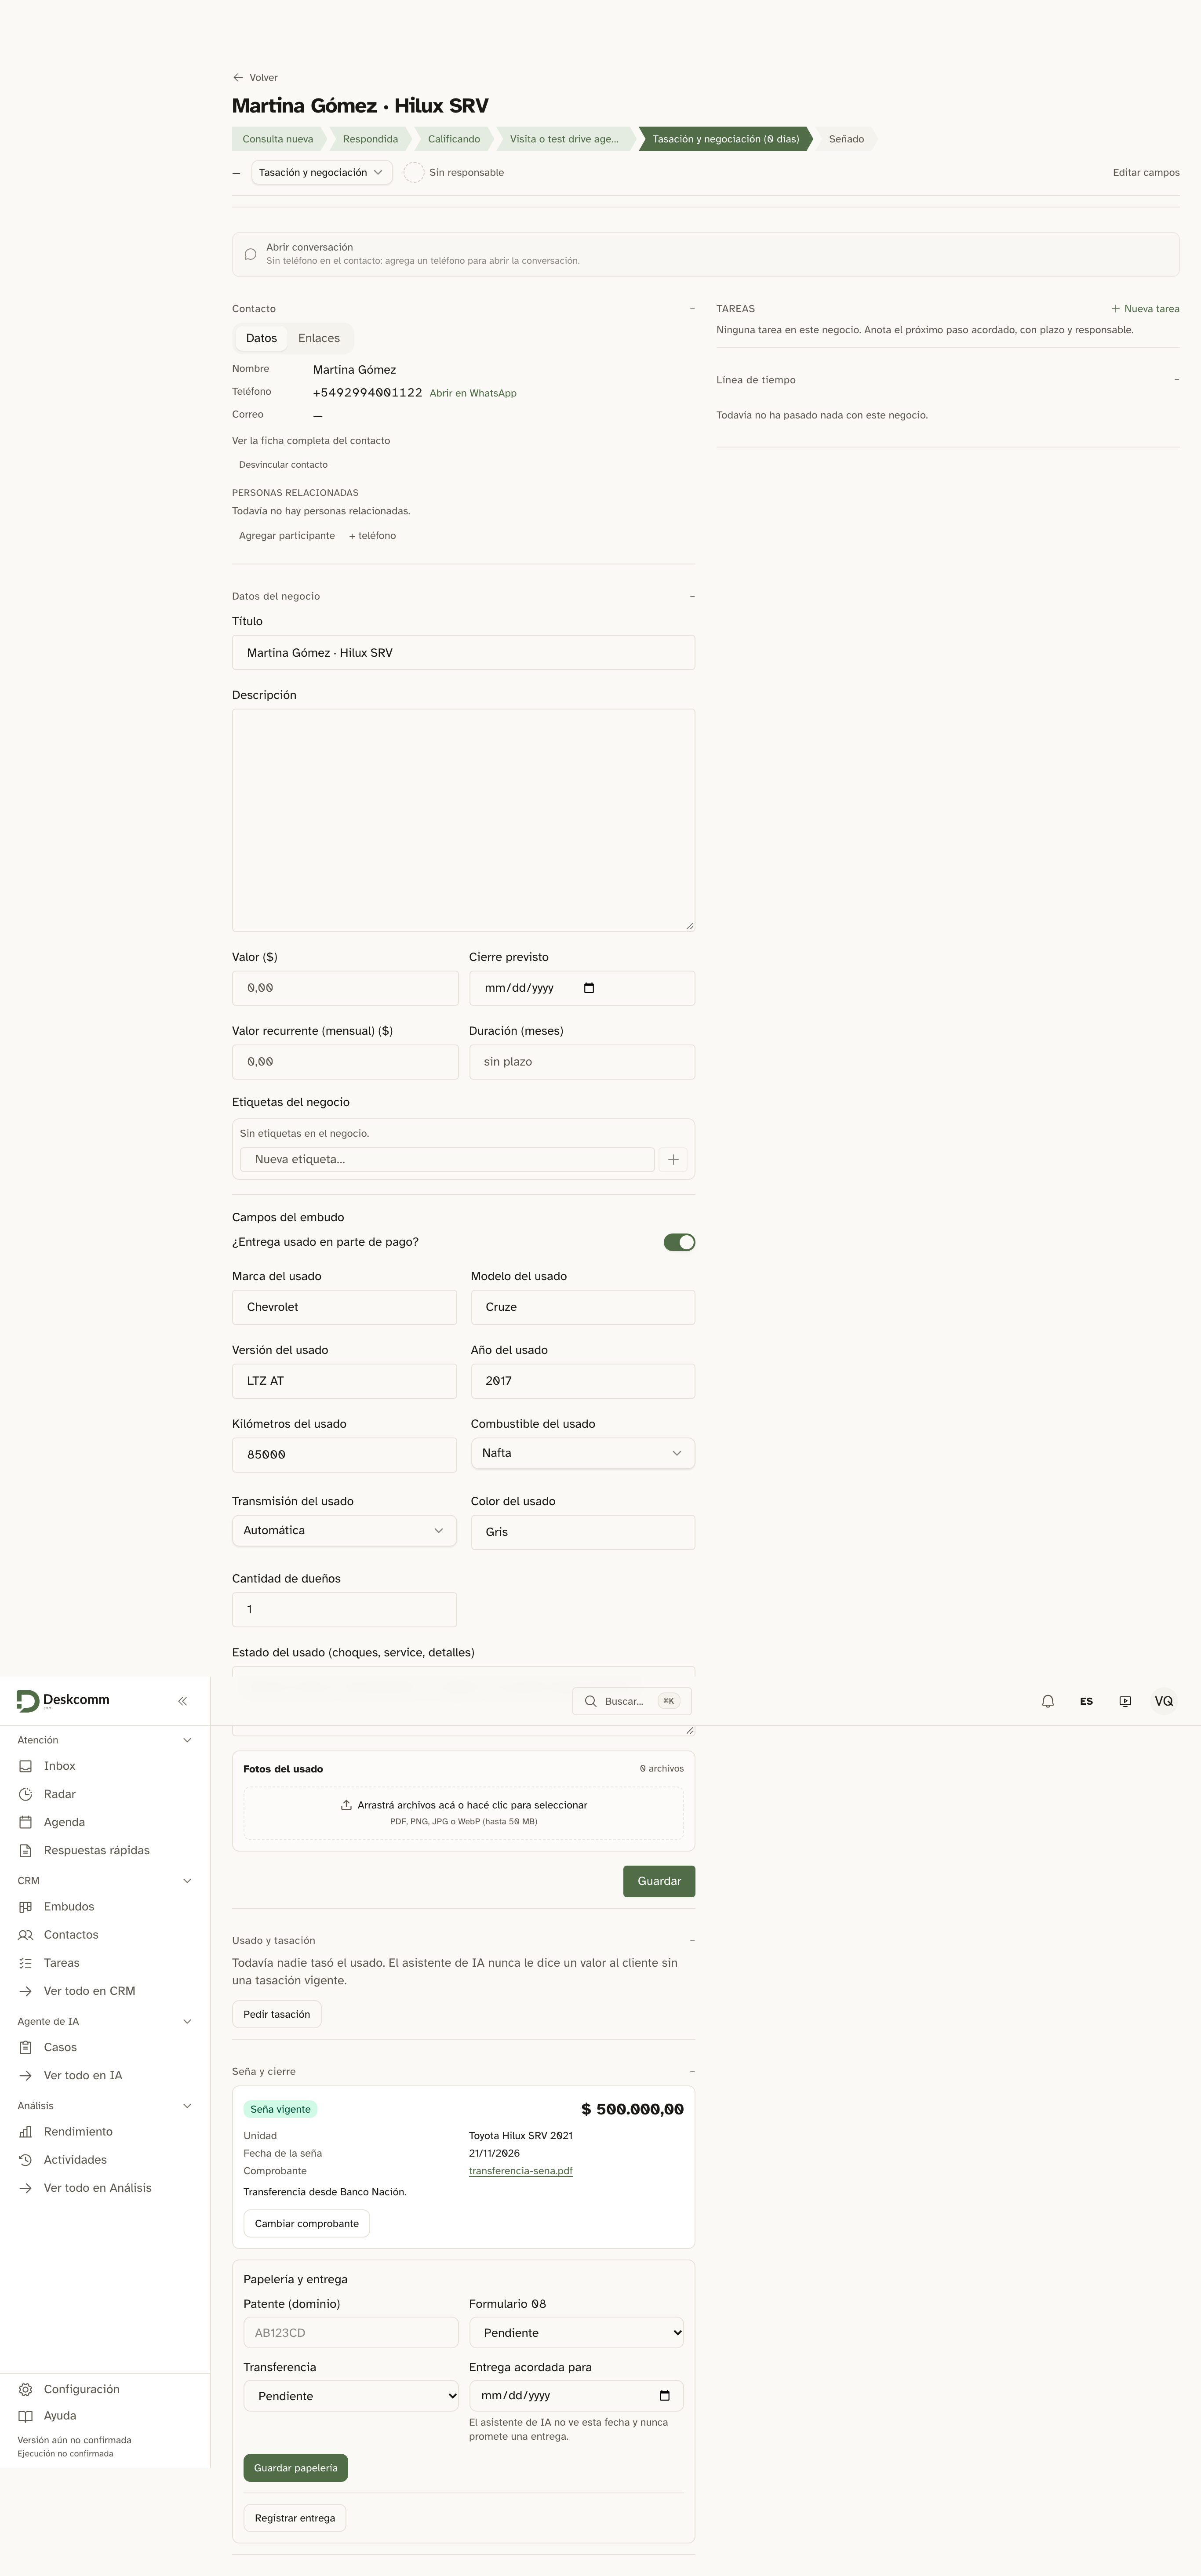 Volver
Martina Gómez · Hilux SRV
Consulta nueva
Respondida
Calificando
Visita o test drive age...
Tasación y negociación (0 días)
Señado
—
Tasación y negociación
Sin responsable
Editar campos
Abrir conversación
Sin teléfono en el contacto: agrega un teléfono para abrir la conversación.
Contacto
–
Datos
Enlaces
Nombre
Martina Gómez
Teléfono
+5492994001122 Abrir en WhatsApp
Correo
—
Ver la ficha completa del contacto
Desvincular contacto
PERSONAS RELACIONADAS
Todavía no hay personas relacionadas.
Agregar participante
+ teléfono
TAREAS
+ Nueva tarea
Ninguna tarea en este negocio. Anota el próximo paso acordado, con plazo y responsable.
Línea de tiempo
–
Todavía no ha pasado nada con este negocio.
Datos del negocio
–
Título
Martina Gómez · Hilux SRV
Descripción
Valor ($)
Cierre previsto
0,00
mm/dd/yyyy
Valor recurrente (mensual) ($)
Duración (meses)
0,00
sin plazo
Etiquetas del negocio
Sin etiquetas en el negocio.
Nueva etiqueta...
Campos del embudo
¿Entrega usado en parte de pago?
Marca del usado
Modelo del usado
Chevrolet
Cruze
Versión del usado
Año del usado
LTZ AT
2017
Kilómetros del usado
Combustible del usado
85000
Nafta
Transmisión del usado
Color del usado
Automática
Gris
Cantidad de dueños
1
Estado del usado (choques, service, detalles)
Deskcomm
Buscar...
⌘K
ES
VQ
Atención
Inbox
Radar
Agenda
Respuestas rápidas
CRM
Embudos
Contactos
Tareas
Ver todo en CRM
Agente de IA
Casos
Ver todo en IA
Análisis
Rendimiento
Actividades
Ver todo en Análisis
Configuración
Ayuda
Versión aún no confirmada
Ejecución no confirmada
Fotos del usado
0 archivos
Arrastrá archivos acá o hacé clic para seleccionar
PDF, PNG, JPG o WebP (hasta 50 MB)
Guardar
Usado y tasación
–
Todavía nadie tasó el usado. El asistente de IA nunca le dice un valor al cliente sin
una tasación vigente.
Pedir tasación
Seña y cierre
–
Seña vigente
$ 500.000,00
Unidad
Toyota Hilux SRV 2021
Fecha de la seña
21/11/2026
Comprobante
transferencia-sena.pdf
Transferencia desde Banco Nación.
Cambiar comprobante
Papelería y entrega
Patente (dominio)
Formulario 08
AB123CD
Pendiente
Transferencia
Entrega acordada para
Pendiente
mm/dd/yyyy
El asistente de IA no ve esta fecha y nunca
promete una entrega.
Guardar papelería
Registrar entrega